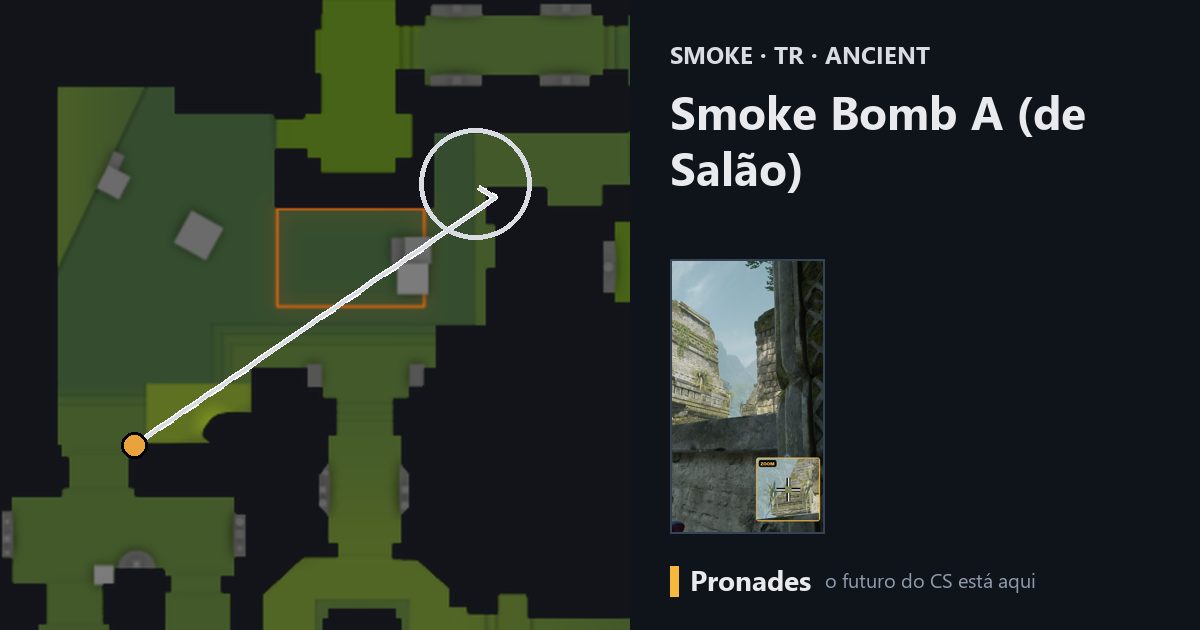 SMOKE · TR · ANCIENT
Smoke Bomb A (de
Salão)
ZOOM
Pronades o futuro do CS está aqui